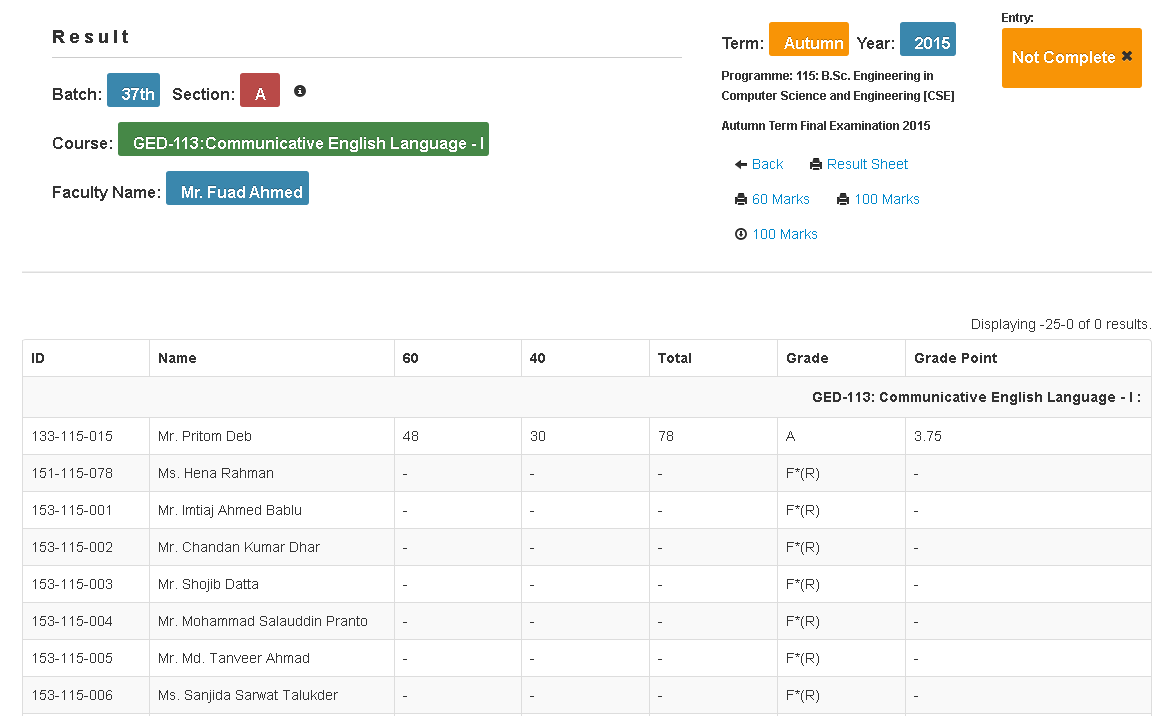 Result
Batch: 37th Section: A
Course: GED-113:Communicative English Language - I
Faculty Name: Mr. Fuad Ahmed
Term: Autumn Year: 2015
Programme: 115: B.Sc. Engineering in
Computer Science and Engineering [CSE]
Autumn Term Final Examination 2015
Back Result Sheet
60 Marks 100 Marks
100 Marks
Entry:
Not Complete
Displaying -25-0 of 0 results.
ID Name 60 40 Total Grade Grade Point
GED-113: Communicative English Language - I :
133-115-015 Mr. Pritom Deb 48 30 78 A 3.75
151-115-078 Ms. Hena Rahman - - - F*(R) -
153-115-001 Mr. Imtiaj Ahmed Bablu - - - F*(R) -
153-115-002 Mr. Chandan Kumar Dhar - - - F*(R) -
153-115-003 Mr. Shojib Datta - - - F*(R) -
153-115-004 Mr. Mohammad Salauddin Pranto - - - F*(R) -
153-115-005 Mr. Md. Tanveer Ahmad - - - F*(R) -
153-115-006 Ms. Sanjida Sarwat Talukder - - - F*(R) -